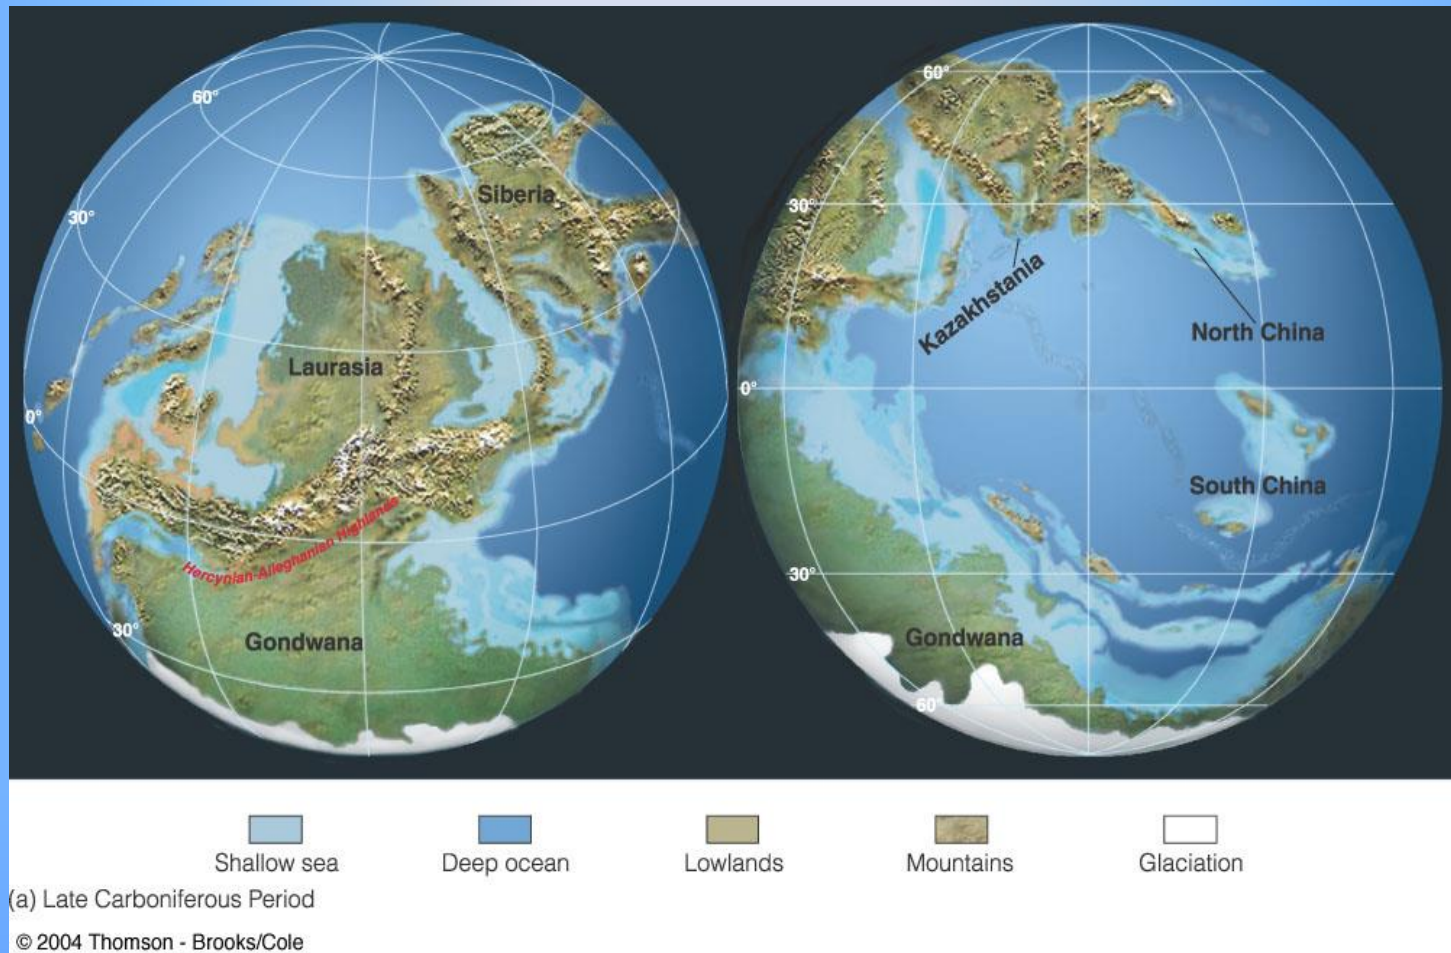 60°
30°
0°
30°
Siberia
Laurasia
Hercynian-Alleghanian Highlands
Gondwana
60°
30°
0°
30°
60°
Kazakhstania
North China
South China
Gondwana
Shallow sea
Deep ocean
Lowlands
Mountains
Glaciation
(a) Late Carboniferous Period
© 2004 Thomson - Brooks/Cole